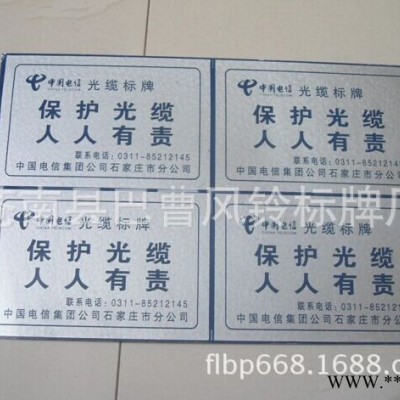 中国电信 光缆标牌
保护光缆
人人有责
联系电话:0311-85212145
中国电信集团公司石家庄市分公司
中国电信 光缆标牌
保护光缆
人人有责
联系电话:0311-85212145
中国电信集团公司石家庄市分公司
苍南县巴曹风铃标牌厂
中国电信 光缆标牌
保护光缆
人人有责
联系电话:0311-85212145
中国电信集团公司石家庄市分公司
中国电信 光缆标牌
保护光缆
人人有责
联系电话:0311-85212145
中国电信集团公司石家庄市分公司
flbp668.1688.c
www.**